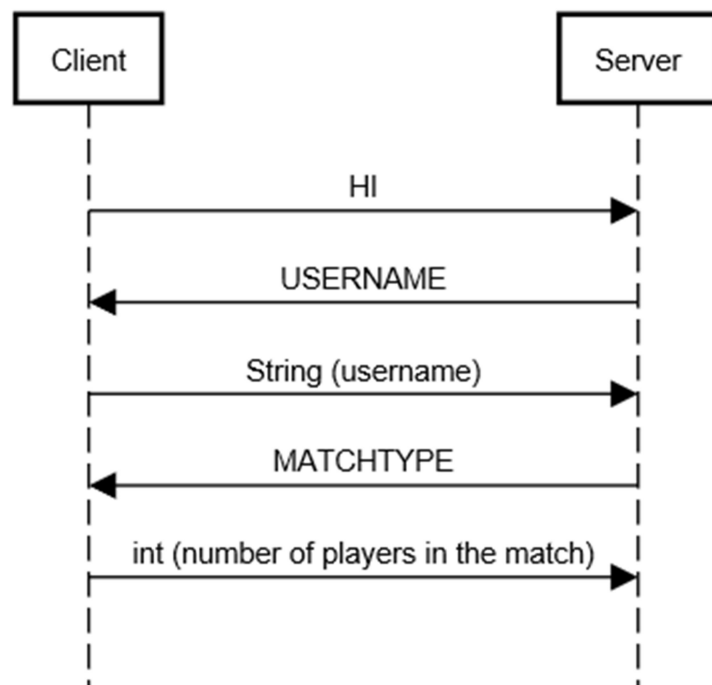 Client
Server
HI
USERNAME
String (username)
MATCHTYPE
int (number of players in the match)